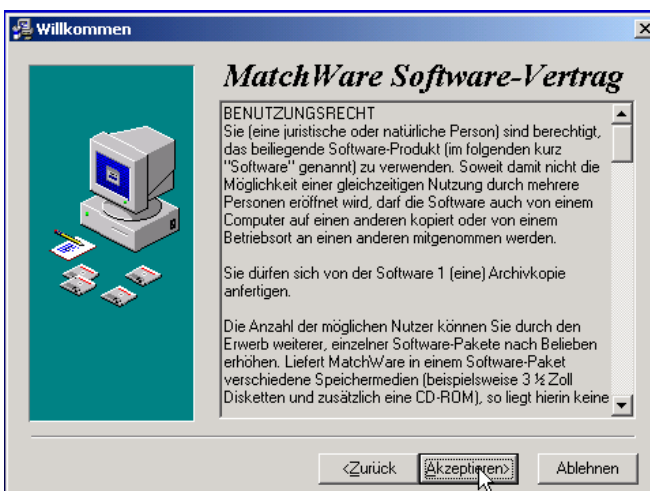 Willkommen
MatchWare Software-Vertrag
BENUTZUNGSRECHT
Sie (eine juristische oder natürliche Person) sind berechtigt,
das beiliegende Software-Produkt (im folgenden kurz
"Software" genannt) zu verwenden. Soweit damit nicht die
Möglichkeit einer gleichzeitigen Nutzung durch mehrere
Personen eröffnet wird, darf die Software auch von einem
Computer auf einen anderen kopiert oder von einem
Betriebsort an einen anderen mitgenommen werden.
Sie dürfen sich von der Software 1 (eine) Archivkopie
anfertigen.
Die Anzahl der möglichen Nutzer können Sie durch den
Erwerb weiterer, einzelner Software-Pakete nach Belieben
erhöhen. Liefert MatchWare in einem Software-Paket
verschiedene Speichermedien (beispielsweise 3 ½ Zoll
Disketten und zusätzlich eine CD-ROM), so liegt hierin keine
<Zurück Akzeptieren> Ablehnen